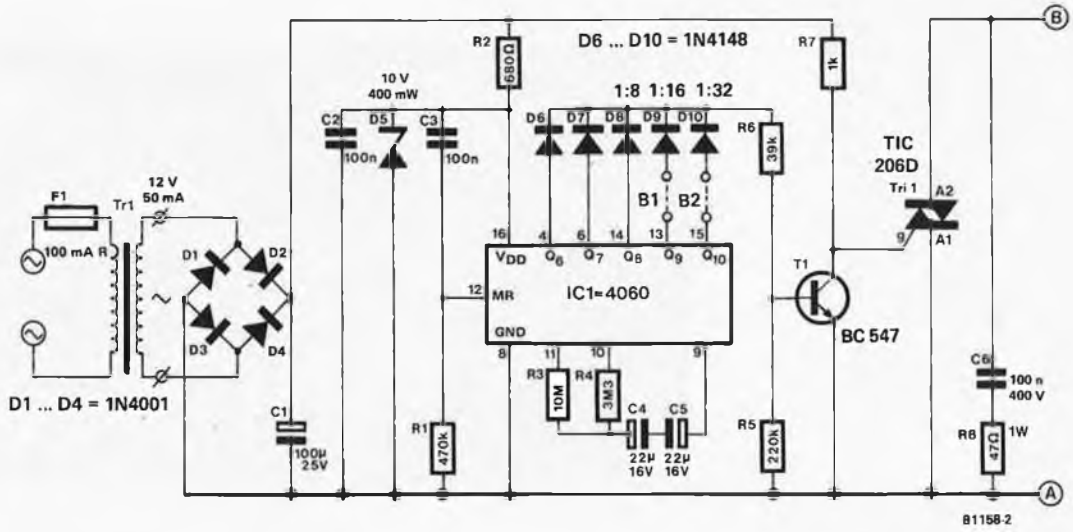 R2
680Ω
D6 ... D10 = 1N4148
R7
1k
B
10 V
400 mW
1:8 1:16 1:32
C2
100n
D5
C3
100n
D6
D7
D8
D9
D10
R6
39k
TIC
206D
Tri 1
A2
A1
g
F1
100 mA R
Tr1
12 V
50 mA
~
B1
B2
D1
D2
D3
D4
16
4
6
14
13
15
VDD
Q6
Q7
Q8
Q9
Q10
12
MR
IC1=4060
GND
8
11
10
9
T1
BC 547
D1 ... D4 = 1N4001
C1
100µ
25V
R1
470k
R3
10M
R4
3M3
C4
22µ
16V
C5
22µ
16V
R5
220k
C6
100 n
400 V
R8
47Ω
1W
A
81158-2